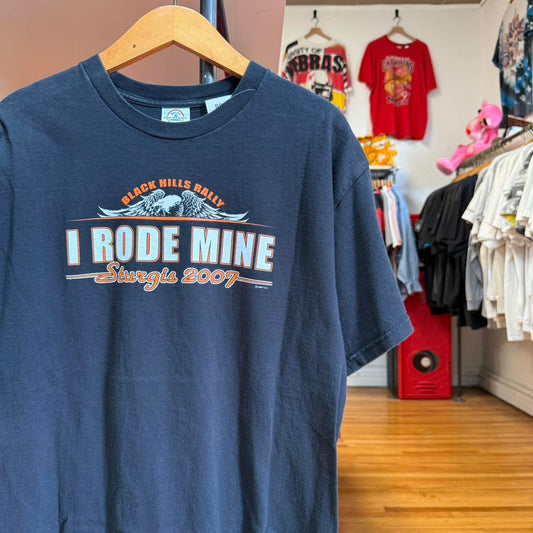 BLACK HILLS RALLY
I RODE MINE
Sturgis 2007